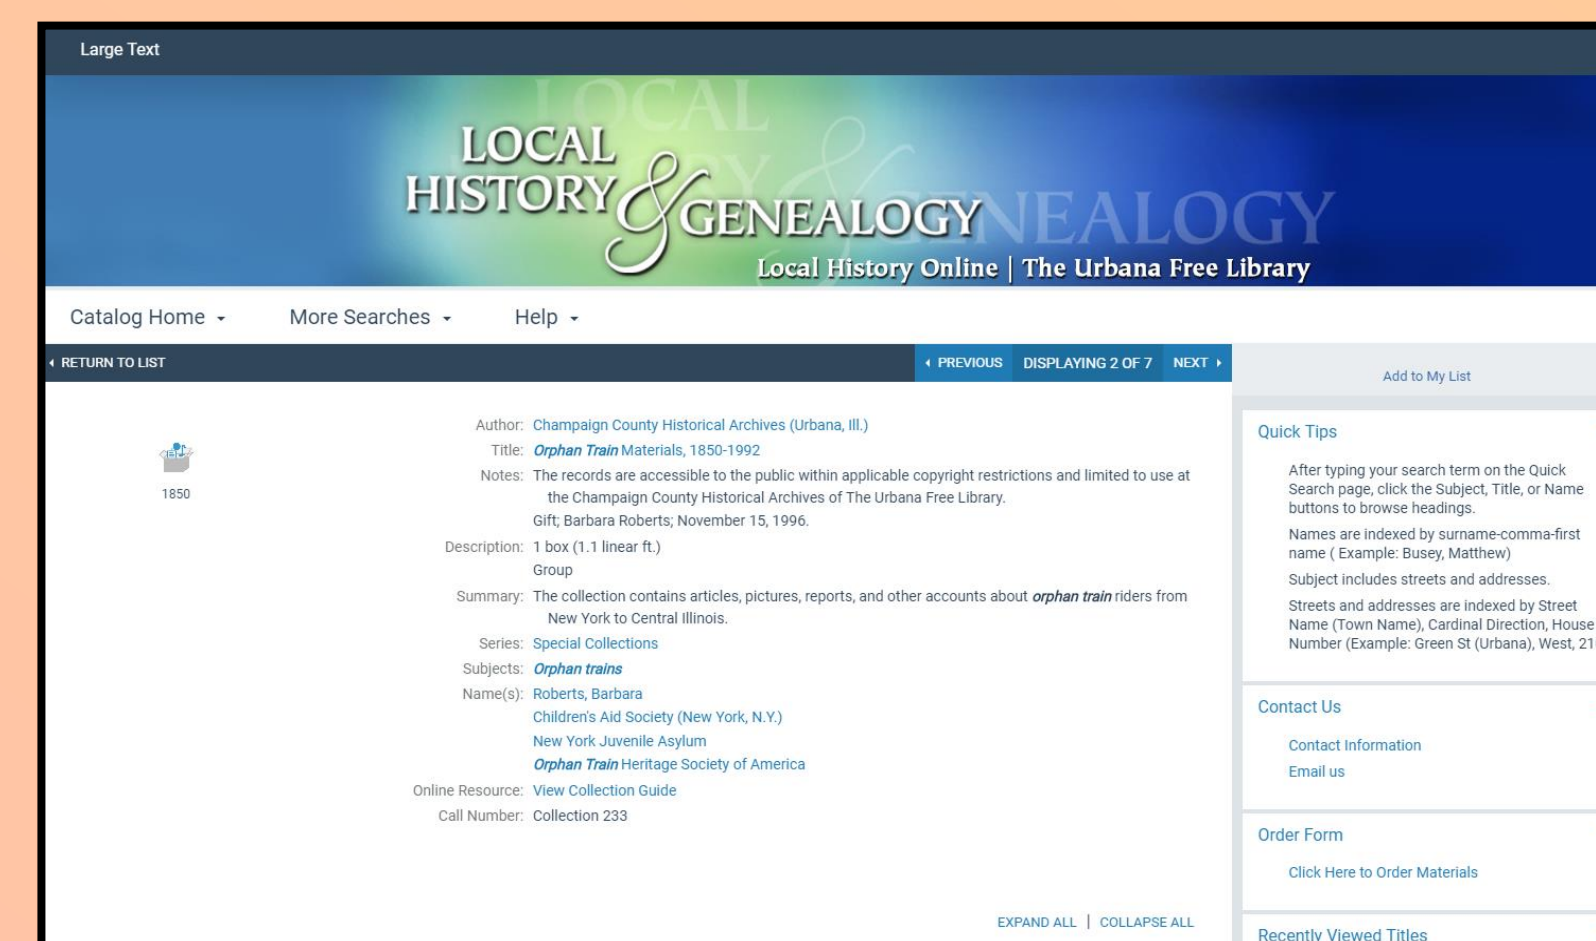 Large Text
LOCAL
HISTORY & GENEALOGY
Local History Online | The Urbana Free Library
Catalog Home
More Searches
Help
RETURN TO LIST
PREVIOUS
DISPLAYING 2 OF 7
NEXT
1850
Author: Champaign County Historical Archives (Urbana, Ill.)
Title: Orphan Train Materials, 1850-1992
Notes: The records are accessible to the public within applicable copyright restrictions and limited to use at
the Champaign County Historical Archives of The Urbana Free Library.
Gift; Barbara Roberts; November 15, 1996.
Description: 1 box (1.1 linear ft.)
Group
Summary: The collection contains articles, pictures, reports, and other accounts about orphan train riders from
New York to Central Illinois.
Series: Special Collections
Subjects: Orphan trains
Name(s): Roberts, Barbara
Children's Aid Society (New York, N.Y.)
New York Juvenile Asylum
Orphan Train Heritage Society of America
Online Resource: View Collection Guide
Call Number: Collection 233
EXPAND ALL | COLLAPSE ALL
Add to My List
Quick Tips
After typing your search term on the Quick
Search page, click the Subject, Title, or Name
buttons to browse headings.
Names are indexed by surname-comma-first
name ( Example: Busey, Matthew)
Subject includes streets and addresses.
Streets and addresses are indexed by Street
Name (Town Name), Cardinal Direction, House
Number (Example: Green St (Urbana), West,
Contact Us
Contact Information
Email us
Order Form
Click Here to Order Materials
Recently Viewed Titles